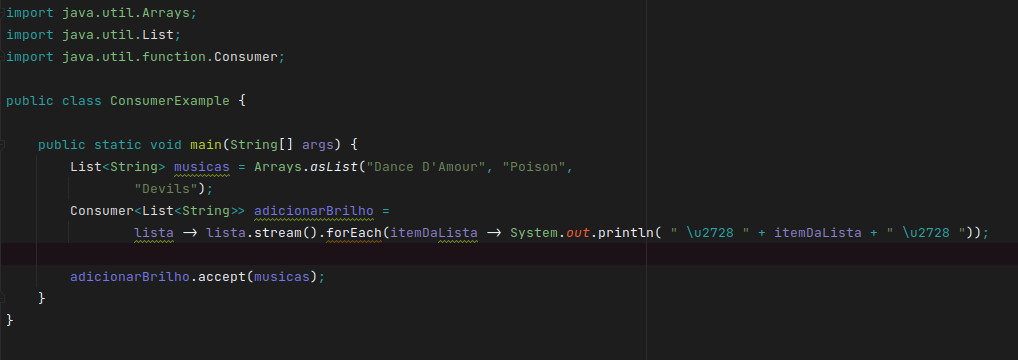 import java.util.Arrays;
import java.util.List;
import java.util.function.Consumer;
public class ConsumerExample {
public static void main(String[] args) {
List<String> musicas = Arrays.asList("Dance D'Amour", "Poison",
"Devils");
Consumer<List<String>> adicionarBrilho =
lista -> lista.stream().forEach(itemDaLista -> System.out.println( " \u2728 " + itemDaLista + " \u2728 "));
adicionarBrilho.accept(musicas);
}
}